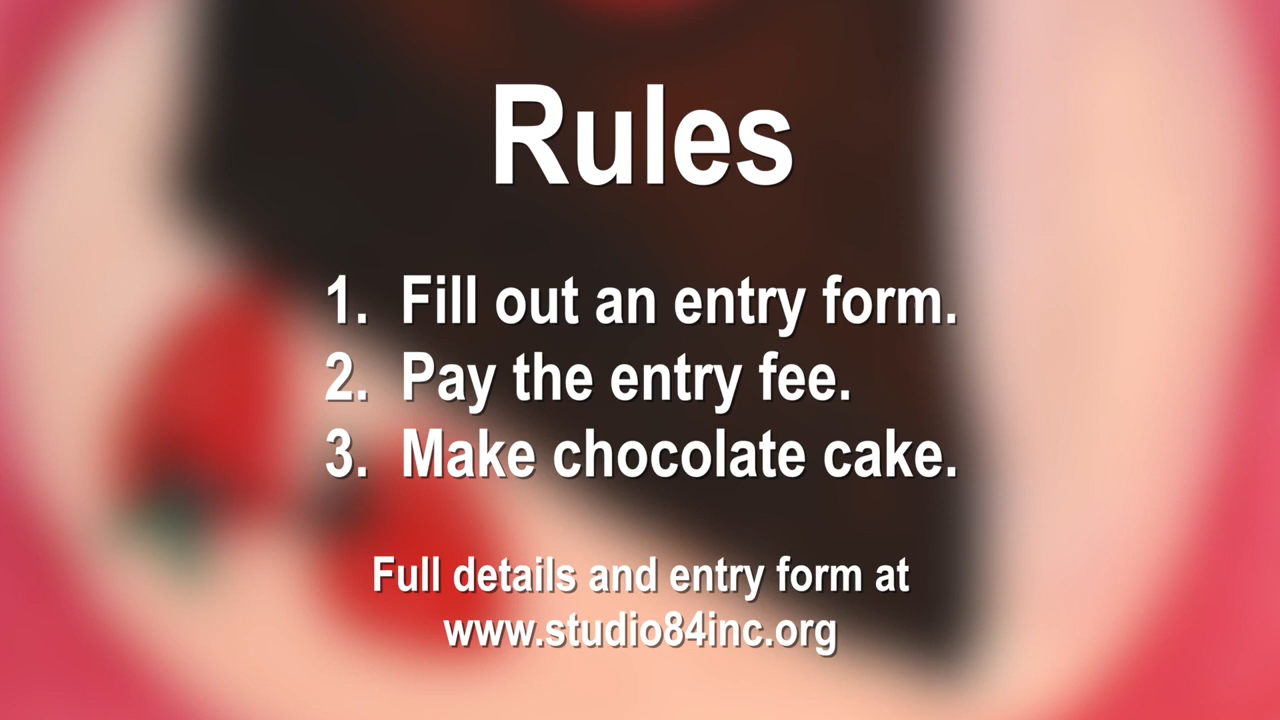 Rules
1. Fill out an entry form.
2. Pay the entry fee.
3. Make chocolate cake.
Full details and entry form at
www.studio84inc.org